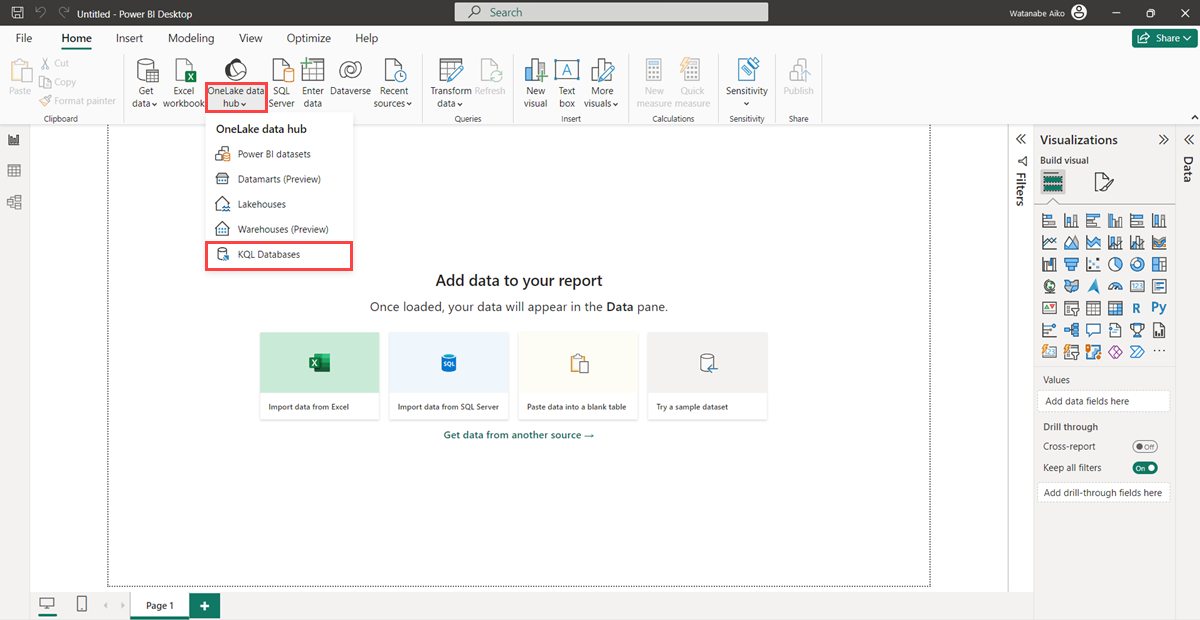 Untitled - Power BI Desktop
Search
Watanabe Aiko
File Home Insert Modeling View Optimize Help
Share
Paste
Cut
Copy
Format painter
Clipboard
Get data
Excel workbook
OneLake data hub
SQL Server
Enter data
Dataverse
Recent sources
Transform data
Refresh
Queries
New visual
Text box
More visuals
Insert
New measure
Quick measure
Calculations
Sensitivity
Sensitivity
Publish
Share
OneLake data hub
Power BI datasets
Datamarts (Preview)
Lakehouses
Warehouses (Preview)
KQL Databases
Add data to your report
Once loaded, your data will appear in the Data pane.
SQL
Import data from Excel
Import data from SQL Server
Paste data into a blank table
Try a sample dataset
Get data from another source →
Filters
Visualizations
Build visual
123
R Py
Values
Add data fields here
Drill through
Cross-report
Off
Keep all filters
On
Add drill-through fields here
Data
Page 1